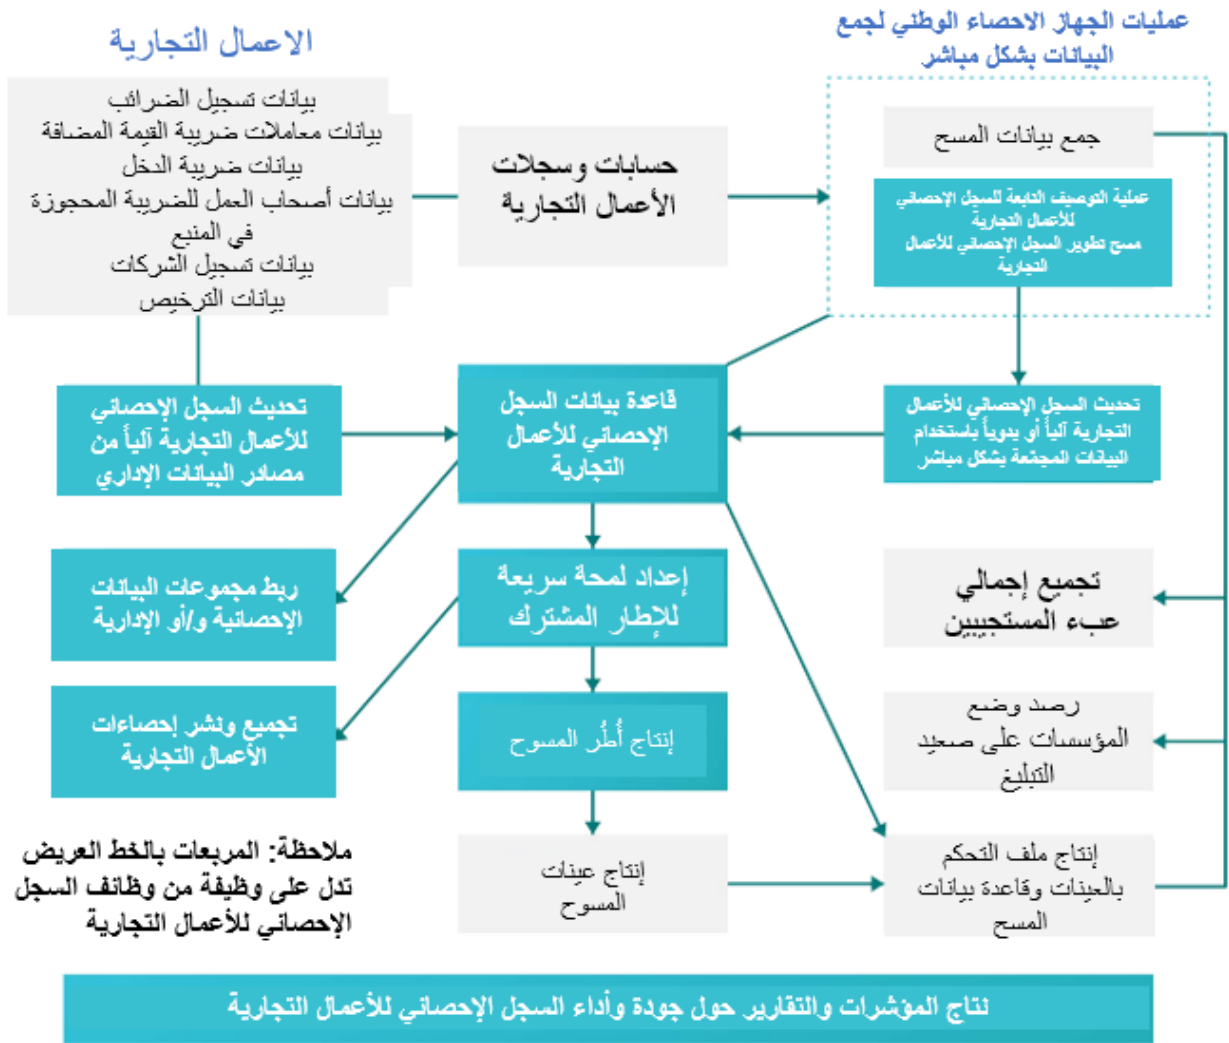 عمليات الجهاز الاحصاء الوطني لجمع
البيانات بشكل مباشر
الاعمال التجارية
بيانات تسجيل الضرائب
بيانات معاملات ضريبة القيمة المضافة
بيانات ضريبة الدخل
بيانات أصحاب العمل للضريبة المحجوزة
في المنبع
بيانات تسجيل الشركات
بيانات الترخيص
حسابات وسجلات
الأعمال التجارية
جمع بيانات المسح
عملية التوصيف التابعة للسجل الإحصائي
للأعمال التجارية
مسح تطوير السجل الإحصائي للأعمال
التجارية
تحديث السجل الإحصائي للأعمال
التجارية آلياً أو يدوياً باستخدام
البيانات المجمّعة بشكل مباشر
قاعدة بيانات السجل
الإحصائي للأعمال
التجارية
تحديث السجل الإحصائي
للأعمال التجارية آلياً من
مصادر البيانات الإداري
ربط مجموعات البيانات
الإحصائية و/أو الإدارية
إعداد لمحة سريعة
للإطار المشترك
تجميع إجمالي
عبء المستجيبين
تجميع ونشر إحصاءات
الأعمال التجارية
إنتاج أُطُر المسوح
رصد وضع
المؤسسات على صعيد
التبليغ
إنتاج عينات
المسوح
إنتاج ملف التحكم
بالعينات وقاعدة بيانات
المسح
ملاحظة: المربعات بالخط العريض
تدل على وظيفة من وظائف السجل
الإحصائي للأعمال التجارية
نتاج المؤشرات والتقارير حول جودة وأداء السجل الإحصائي للأعمال التجارية